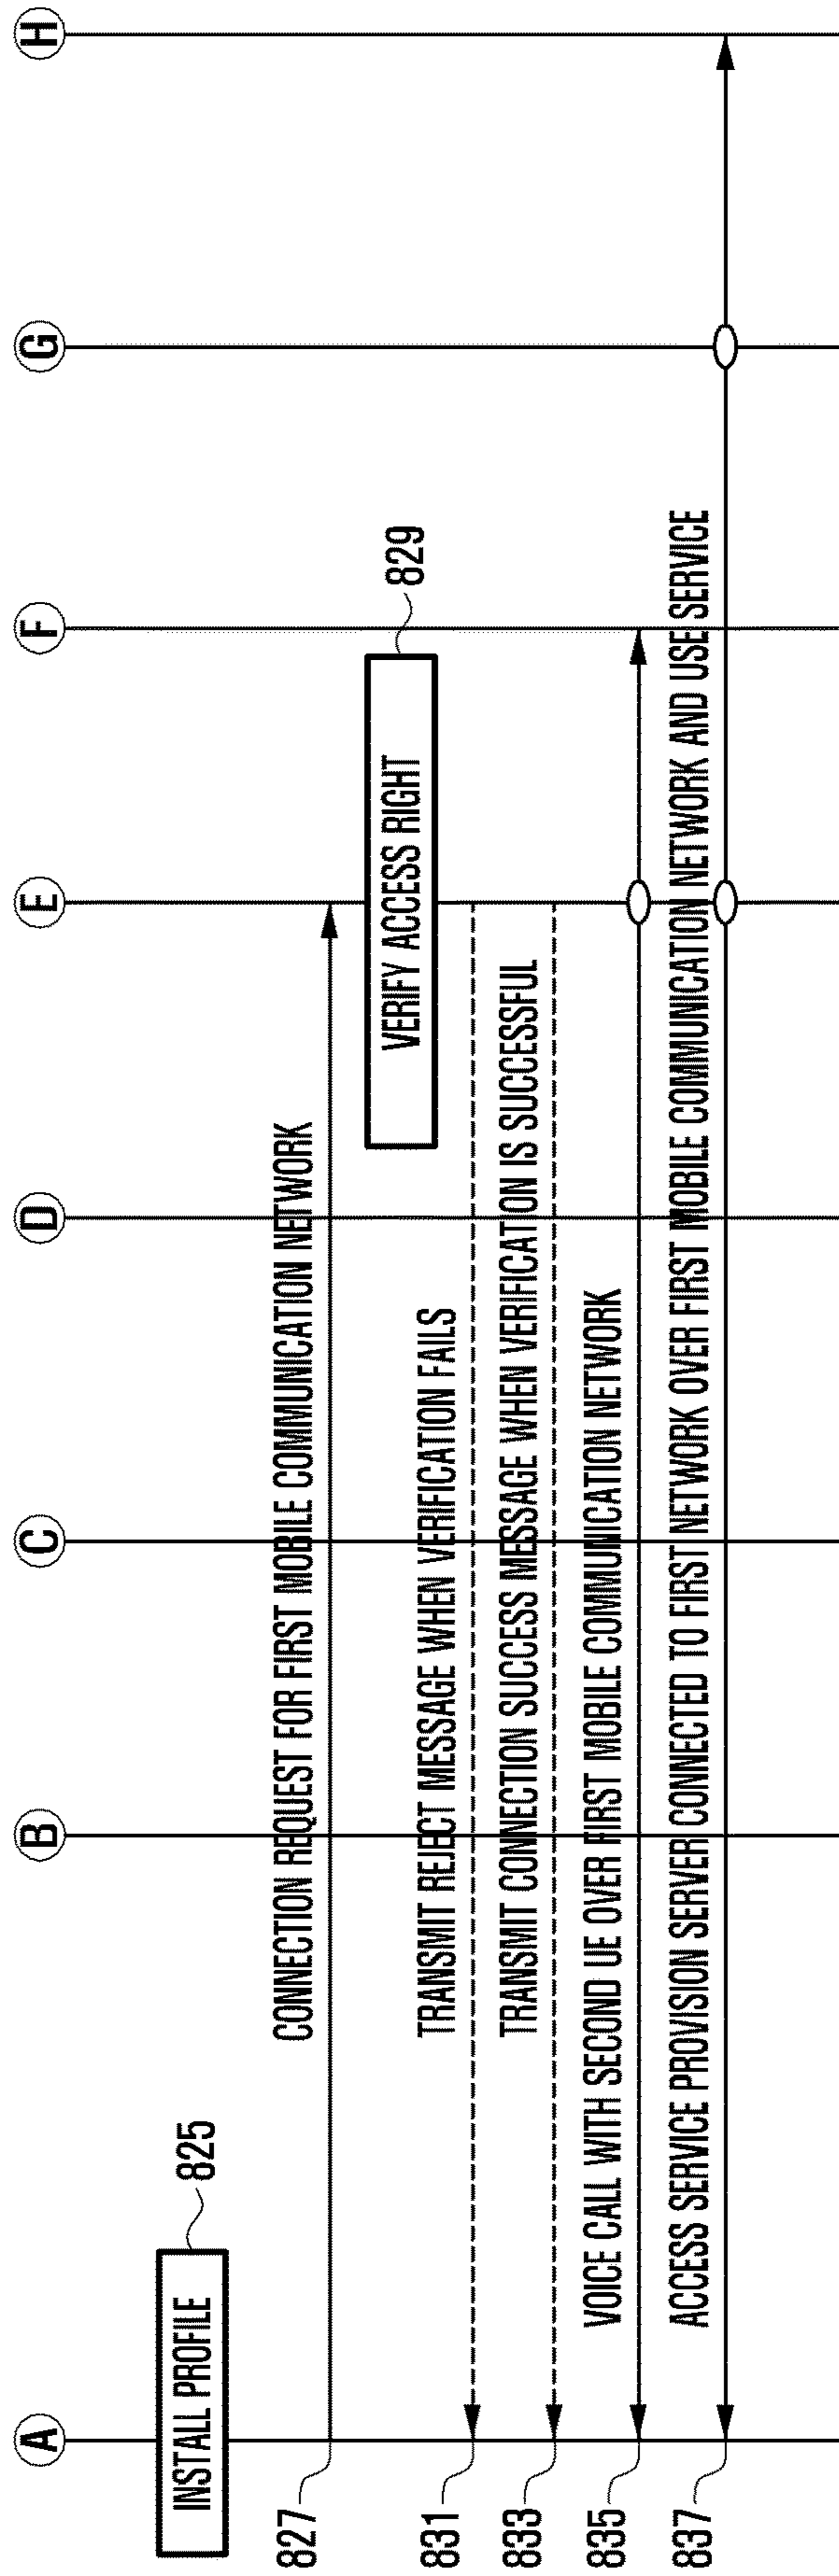 A
B
C
D
E
F
G
H
INSTALL PROFILE
825
CONNECTION REQUEST FOR FIRST MOBILE COMMUNICATION NETWORK
827
VERIFY ACCESS RIGHT
829
TRANSMIT REJECT MESSAGE WHEN VERIFICATION FAILS
831
TRANSMIT CONNECTION SUCCESS MESSAGE WHEN VERIFICATION IS SUCCESSFUL
833
VOICE CALL WITH SECOND UE OVER FIRST MOBILE COMMUNICATION NETWORK
835
ACCESS SERVICE PROVISION SERVER CONNECTED TO FIRST NETWORK OVER FIRST MOBILE COMMUNICATION NETWORK AND USE SERVICE
837